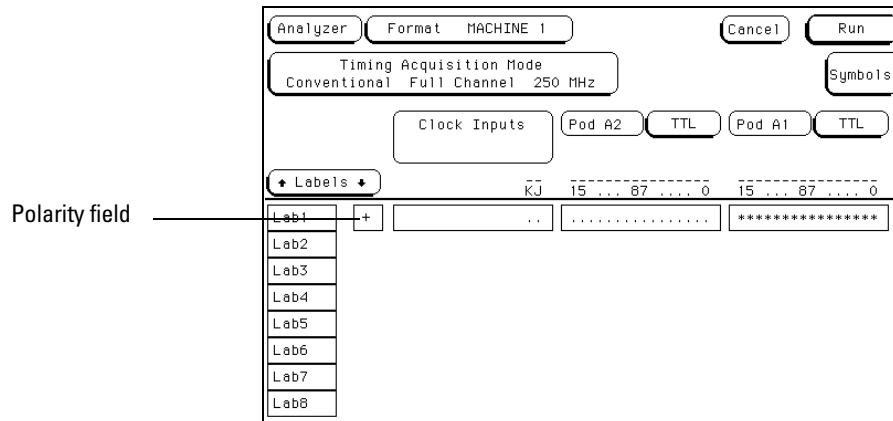 Analyzer Format MACHINE 1 Cancel Run
Timing Acquisition Mode
Conventional Full Channel 250 MHz
Symbols
Clock Inputs Pod A2 TTL Pod A1 TTL
↑ Labels ↓
KJ 15 ... 87 .... 0 15 ... 87 .... 0
Polarity field
Lab1 + .. ................ ****************
Lab2
Lab3
Lab4
Lab5
Lab6
Lab7
Lab8